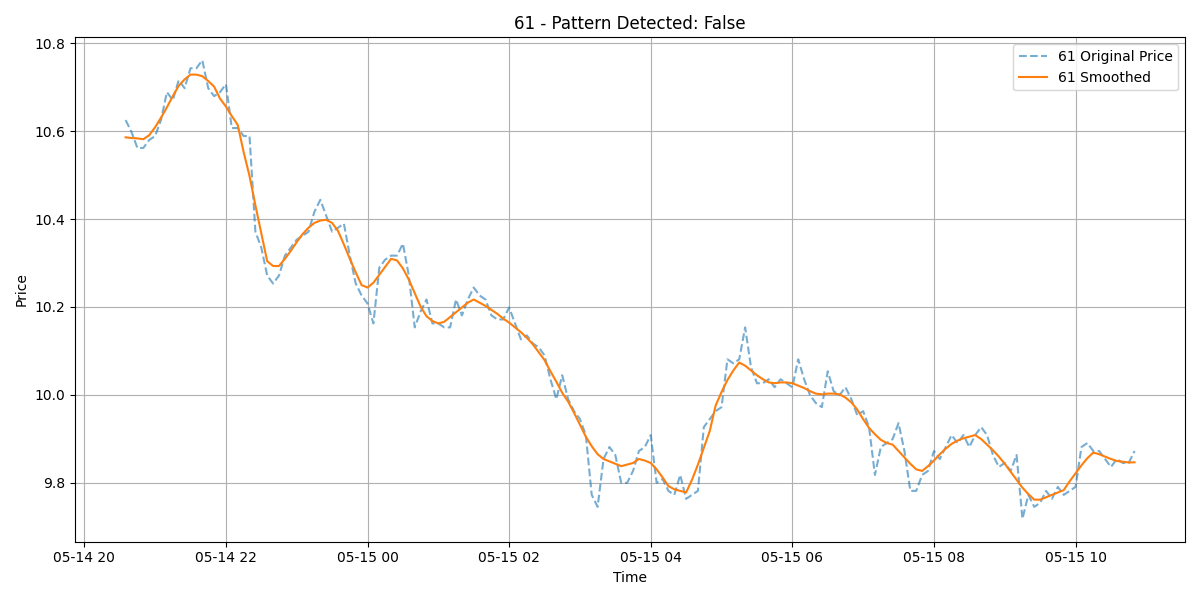 61 - Pattern Detected: False
61 Original Price
61 Smoothed
Price
10.8
10.6
10.4
10.2
10.0
9.8
05-14 20
05-14 22
05-15 00
05-15 02
05-15 04
05-15 06
05-15 08
05-15 10
Time